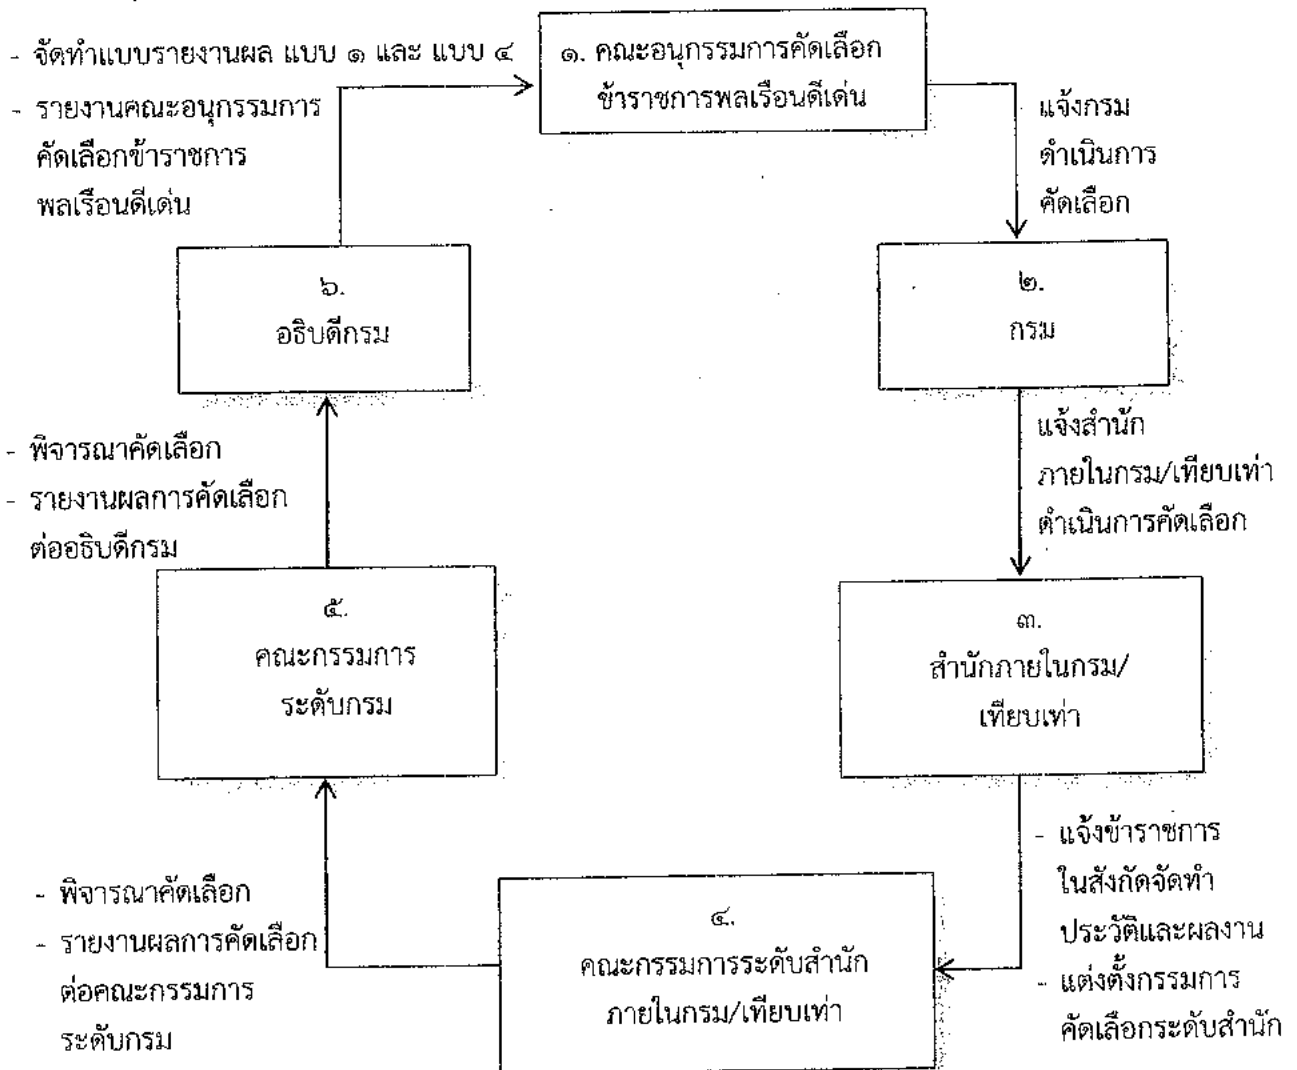 - จัดทำแบบรายงานผล แบบ ๑ และ แบบ ๔
- รายงานคณะอนุกรรมการ
คัดเลือกข้าราชการ
พลเรือนดีเด่น
๑. คณะอนุกรรมการคัดเลือก
ข้าราชการพลเรือนดีเด่น
แจ้งกรม
ดำเนินการ
คัดเลือก
๖.
อธิบดีกรม
๒.
กรม
- พิจารณาคัดเลือก
- รายงานผลการคัดเลือก
ต่ออธิบดีกรม
แจ้งสำนัก
ภายในกรม/เทียบเท่า
ดำเนินการคัดเลือก
๕.
คณะกรรมการ
ระดับกรม
๓.
สำนักภายในกรม/
เทียบเท่า
- พิจารณาคัดเลือก
- รายงานผลการคัดเลือก
ต่อคณะกรรมการ
ระดับกรม
๔.
คณะกรรมการระดับสำนัก
ภายในกรม/เทียบเท่า
- แจ้งข้าราชการ
ในสังกัดจัดทำ
ประวัติและผลงาน
- แต่งตั้งกรรมการ
คัดเลือกระดับสำนัก